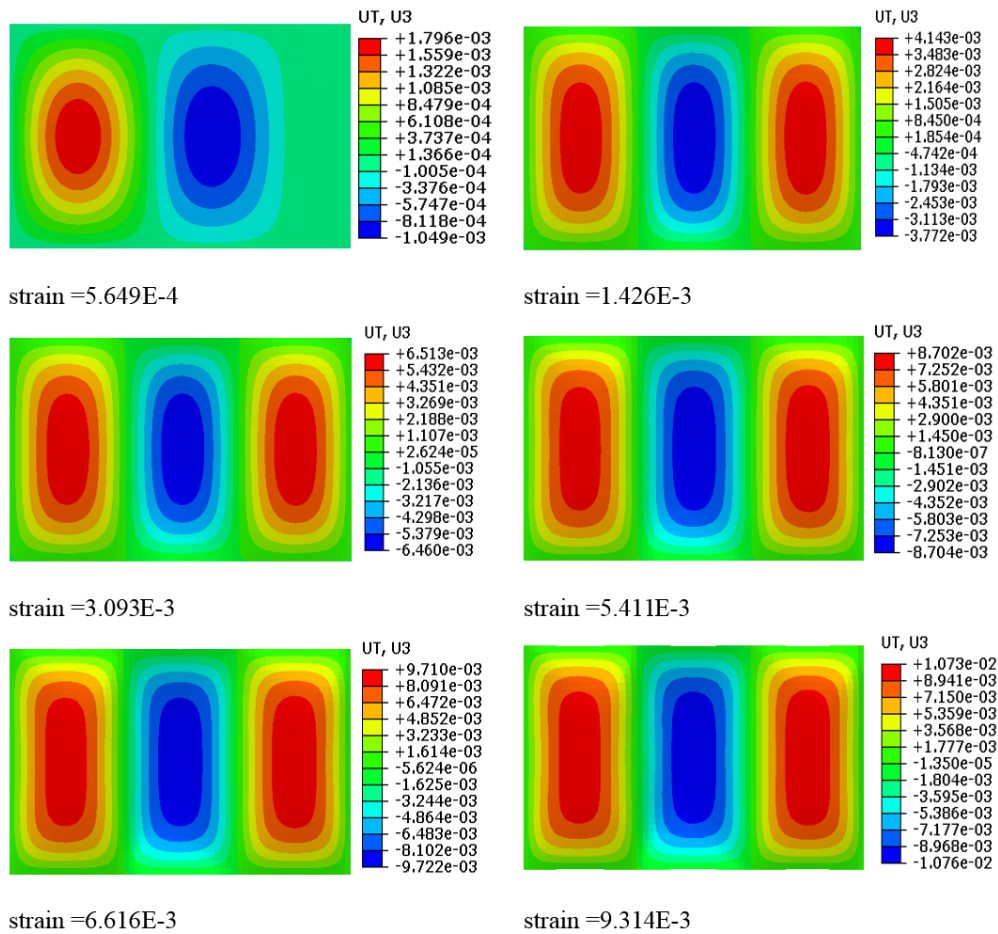 UT, U3
+1.796e-03
+1.559e-03
+1.322e-03
+1.085e-03
+8.479e-04
+6.108e-04
+3.737e-04
+1.366e-04
-1.005e-04
-3.376e-04
-5.747e-04
-8.118e-04
-1.049e-03
strain =5.649E-4
UT, U3
+4.143e-03
+3.483e-03
+2.824e-03
+2.164e-03
+1.505e-03
+8.450e-04
+1.854e-04
-4.742e-04
-1.134e-03
-1.793e-03
-2.453e-03
-3.113e-03
-3.772e-03
strain =1.426E-3
UT, U3
+6.513e-03
+5.432e-03
+4.351e-03
+3.269e-03
+2.188e-03
+1.107e-03
+2.624e-05
-1.055e-03
-2.136e-03
-3.217e-03
-4.298e-03
-5.379e-03
-6.460e-03
strain =3.093E-3
UT, U3
+8.702e-03
+7.252e-03
+5.801e-03
+4.351e-03
+2.900e-03
+1.450e-03
-8.130e-07
-1.451e-03
-2.902e-03
-4.352e-03
-5.803e-03
-7.253e-03
-8.704e-03
strain =5.411E-3
UT, U3
+9.710e-03
+8.091e-03
+6.472e-03
+4.852e-03
+3.233e-03
+1.614e-03
-5.624e-06
-1.625e-03
-3.244e-03
-4.864e-03
-6.483e-03
-8.102e-03
-9.722e-03
strain =6.616E-3
UT, U3
+1.073e-02
+8.941e-03
+7.150e-03
+5.359e-03
+3.568e-03
+1.777e-03
-1.350e-05
-1.804e-03
-3.595e-03
-5.386e-03
-7.177e-03
-8.968e-03
-1.076e-02
strain =9.314E-3